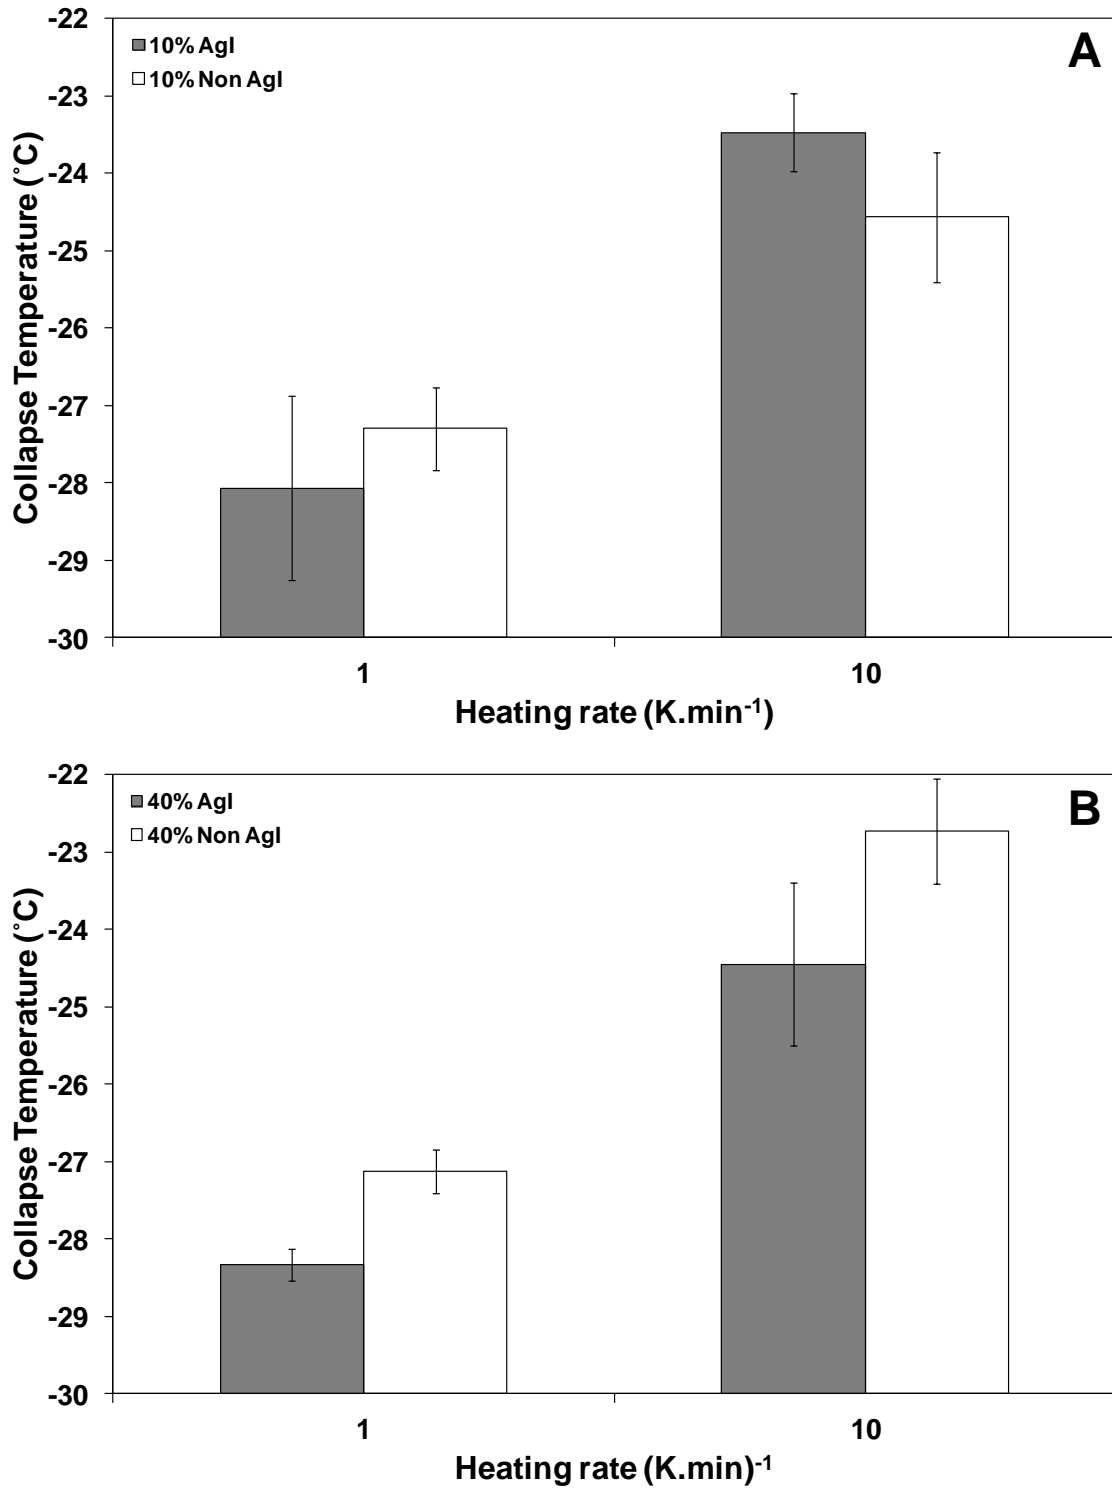 -22
10% AgI
A
10% Non AgI
-23
-24
-25
-26
-27
-28
-29
-30
Collapse Temperature (˚C)
1
10
Heating rate (K.min-1)
-22
40% AgI
B
40% Non AgI
-23
-24
-25
-26
-27
-28
-29
-30
Collapse Temperature (˚C)
1
10
Heating rate (K.min)-1